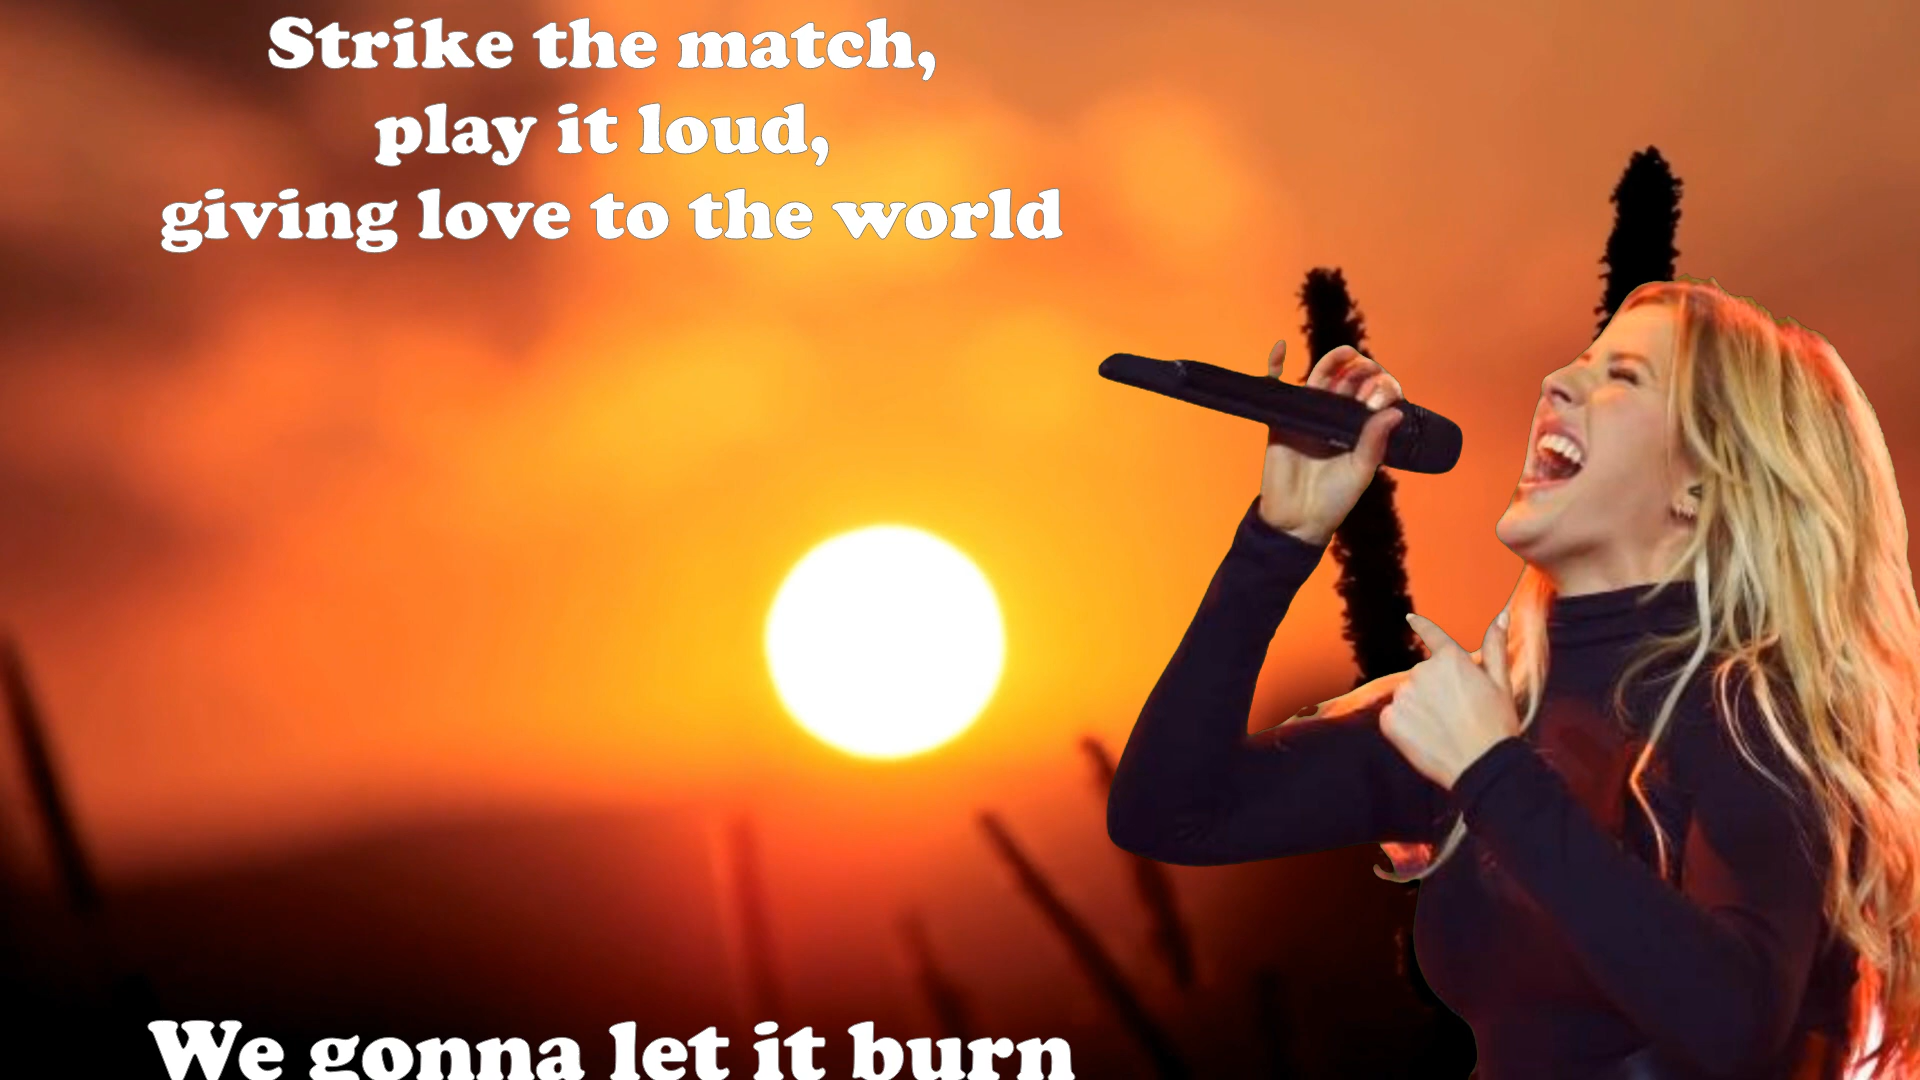 Strike the match,
play it loud,
giving love to the world
We gonna let it burn